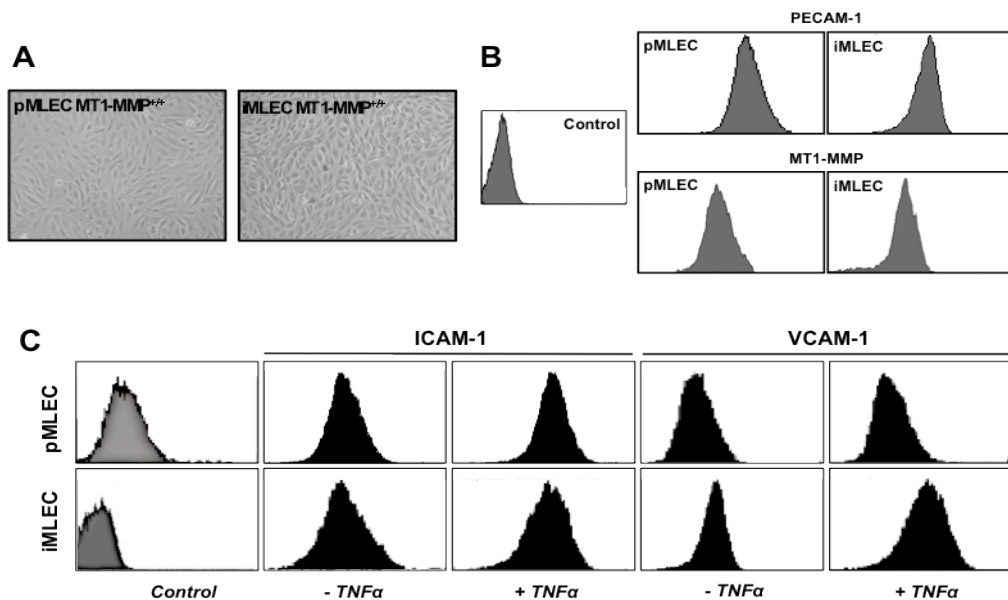 A
pMLEC MT1-MMP+/+
iMLEC MT1-MMP+/+
B
Control
PECAM-1
pMLEC
iMLEC
MT1-MMP
pMLEC
iMLEC
C
ICAM-1
VCAM-1
pMLEC
iMLEC
Control
- TNFα
+ TNFα
- TNFα
+ TNFα